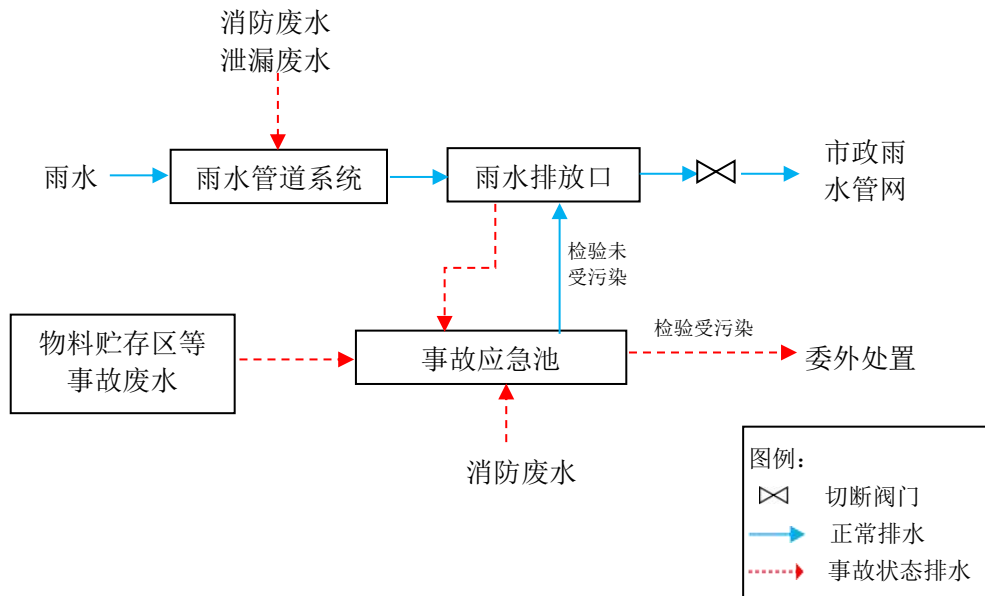 消防废水
泄漏废水
雨水
雨水管道系统
雨水排放口
市政雨
水管网
检验未
受污染
物料贮存区等
事故废水
事故应急池
检验受污染
委外处置
消防废水
图例：
切断阀门
正常排水
事故状态排水